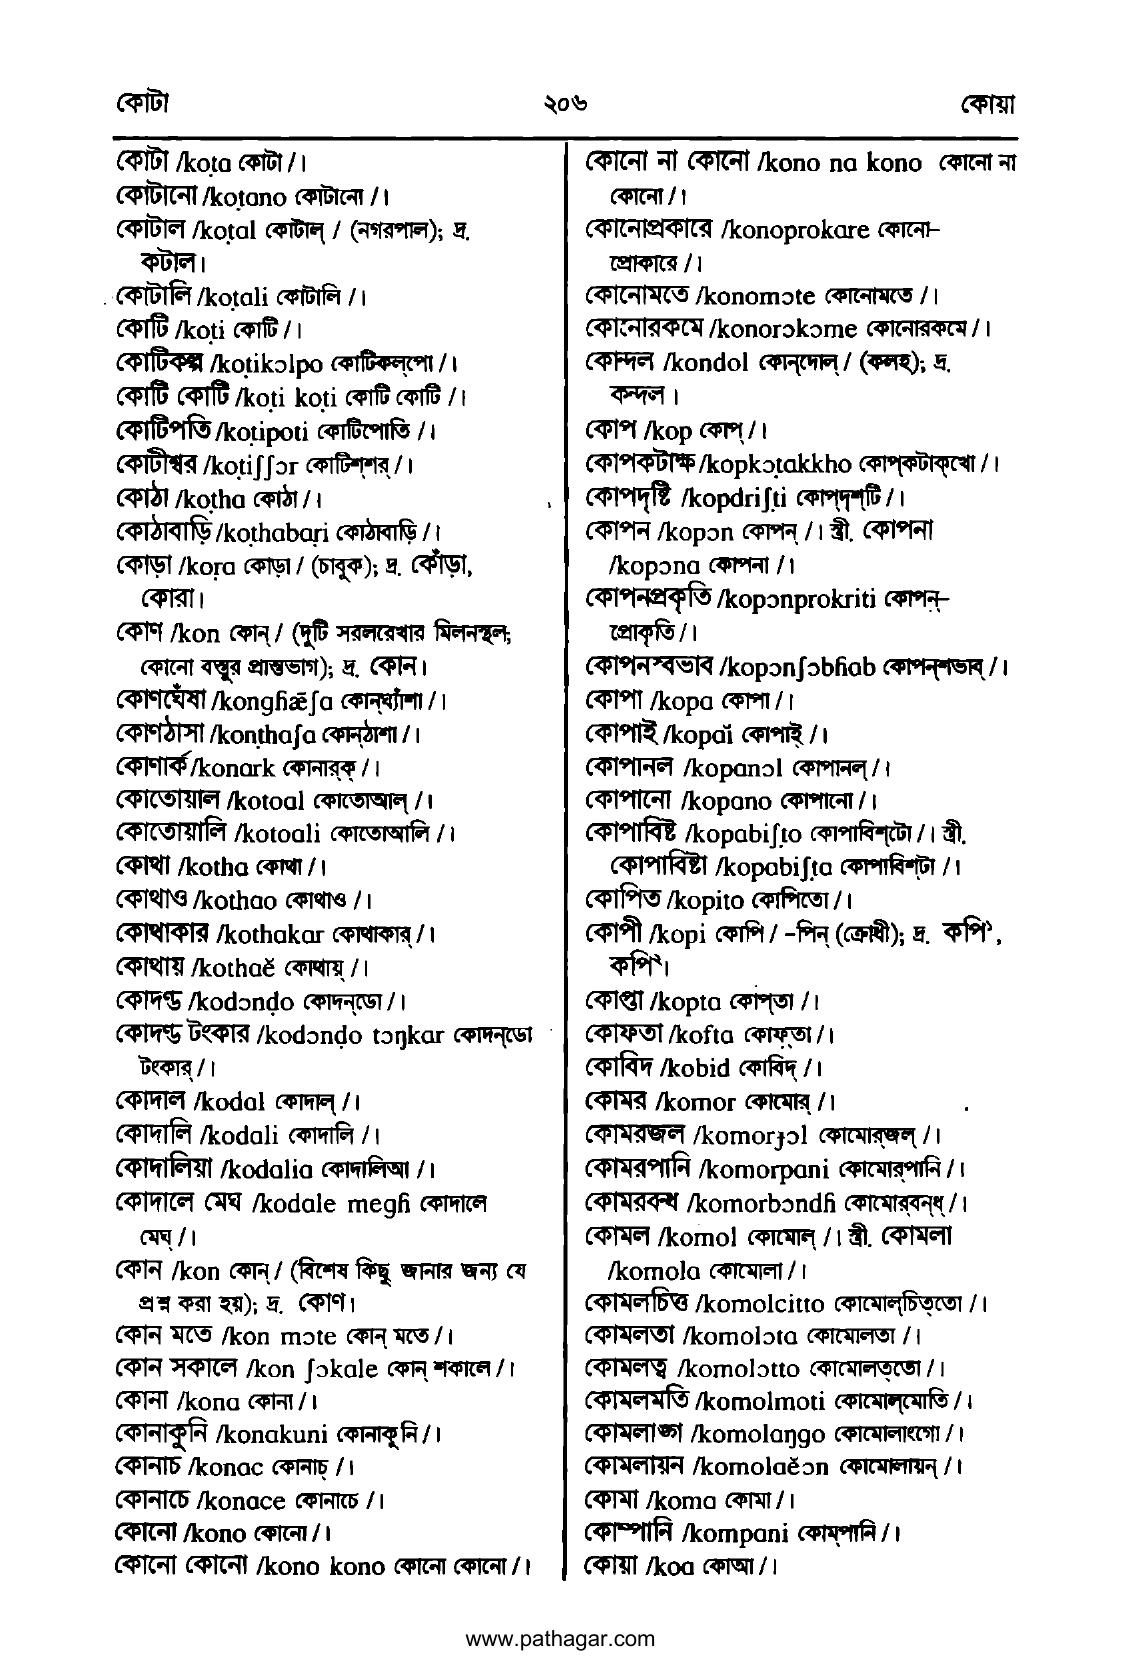 কোটা ২০৬ কোয়া
কোটা /koṭa কোটা /।
কোটানো /koṭano কোটানো /।
কোটাল /koṭal কোটাল্ / (নগরপাল); দ্র.
কটাল।
কোটালি /koṭali কোটালি /।
কোটি /koṭi কোটি /।
কোটিকল্প /koṭikɔlpo কোটিকল্‌পো /।
কোটি কোটি /koṭi koṭi কোটি কোটি /।
কোটিপতি /koṭipoti কোটিপোতি /।
কোটীশ্বর /koṭiʃʃɔr কোটিশ্‌শর্ /।
কোঠা /koṭha কোঠা /।
কোঠাবাড়ি /koṭhabaṛi কোঠাবাড়ি /।
কোড়া /koṛa কোড়া / (চাবুক); দ্র. কোঁড়া,
কোরা।
কোণ /kon কোন্ / (দুটি সরলরেখার মিলনস্থল;
কোনো বস্তুর প্রান্তভাগ); দ্র. কোন।
কোণঘেঁষা /konghæ̃ʃa কোন্‌ঘ্যাঁশা /।
কোণঠাসা /konṭhaʃa কোন্‌ঠাশা /।
কোণার্ক /konark কোনার্‌ক্ /।
কোতোয়াল /kotoal কোতোআল্ /।
কোতোয়ালি /kotoali কোতোআলি /।
কোথা /kotha কোথা /।
কোথাও /kothao কোথাও /।
কোথাকার /kothakar কোথাকার্ /।
কোথায় /kothaĕ কোথায়্ /।
কোদণ্ড /kodɔnḍo কোদন্‌ডো /।
কোদণ্ড টংকার /kodɔnḍo tɔŋkar কোদন্‌ডো
টংকার্ /।
কোদাল /kodal কোদাল্ /।
কোদালি /kodali কোদালি /।
কোদালিয়া /kodalia কোদালিআ /।
কোদালে মেঘ /kodale megɦ কোদালে
মেঘ্ /।
কোন /kon কোন্ / (বিশেষ কিছু জানার জন্য যে
প্রশ্ন করা হয়); দ্র. কোণ।
কোন মতে /kon mɔte কোন্ মতে /।
কোন সকালে /kon ʃɔkale কোন্ শকালে /।
কোনা /kona কোনা /।
কোনাকুনি /konakuni কোনাকুনি /।
কোনাচ /konac কোনাচ্ /।
কোনাচে /konace কোনাচে /।
কোনো /kono কোনো /।
কোনো কোনো /kono kono কোনো কোনো /।
কোনো না কোনো /kono na kono কোনো না
কোনো /।
কোনোপ্রকারে /konoprokare কোনো-
প্রোকারে /।
কোনোমতে /konomɔte কোনোমতে /।
কোনোরকমে /konorɔkɔme কোনোরকমে /।
কোন্দল /kondol কোন্‌দোল্ / (কলহ); দ্র.
কন্দল।
কোপ /kop কোপ্ /।
কোপকটাক্ষ /kopkɔṭakkho কোপ্‌কটাক্‌খো /।
কোপদৃষ্টি /kopdriʃṭi কোপ্‌দৃশ্‌টি /।
কোপন /kopɔn কোপন্ /। স্ত্রী. কোপনা
/kopɔna কোপনা /।
কোপনপ্রকৃতি /kopɔnprokriti কোপন্-
প্রোকৃতি /।
কোপনস্বভাব /kopɔnʃɔbɦab কোপন্‌শভাব্ /।
কোপা /kopa কোপা /।
কোপাই /kopaĭ কোপাই্ /।
কোপানল /kopanɔl কোপানল্ /।
কোপানো /kopano কোপানো /।
কোপাবিষ্ট /kopabiʃṭo কোপাবিশ্‌টো /। স্ত্রী.
কোপাবিষ্টা /kopabiʃṭa কোপাবিশ্‌টা /।
কোপিত /kopito কোপিতো /।
কোপী /kopi কোপি / -পিন্ (ক্রোধী); দ্র. কপি১,
কপি২।
কোপ্তা /kopta কোপ্‌তা /।
কোফতা /kofta কোফ্‌তা /।
কোবিদ /kobid কোবিদ্ /।
কোমর /komor কোমোর্ /।
কোমরজল /komorɟɔl কোমোর্‌জল্ /।
কোমরপানি /komorpani কোমোর্‌পানি /।
কোমরবন্ধ /komorbɔndɦ কোমোর্‌বন্‌ধ্ /।
কোমল /komol কোমোল্ /। স্ত্রী. কোমলা
/komola কোমোলা /।
কোমলচিত্ত /komolcitto কোমোল্‌চিত্‌তো /।
কোমলতা /komolɔta কোমোলতা /।
কোমলত্ব /komolɔtto কোমোলত্‌তো /।
কোমলমতি /komolmoti কোমোল্‌মোতি /।
কোমলাঙ্গ /komolaŋgo কোমোলাংগো /।
কোমলায়ন /komolaĕɔn কোমোলায়ন্ /।
কোমা /koma কোমা /।
কোম্পানি /kompani কোম্‌পানি /।
কোয়া /koa কোআ /।
www.pathagar.com